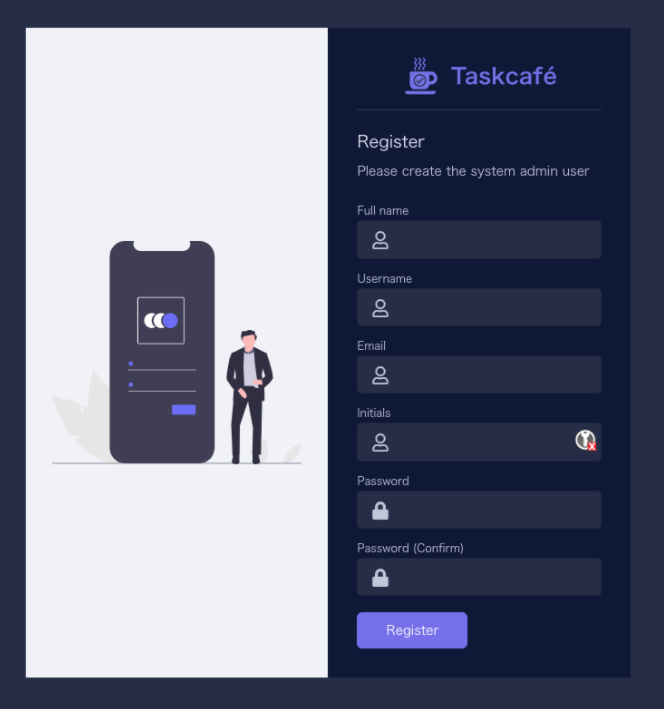 Taskcafé
Register
Please create the system admin user
Full name
Username
Email
Initials
Password
Password (Confirm)
Register